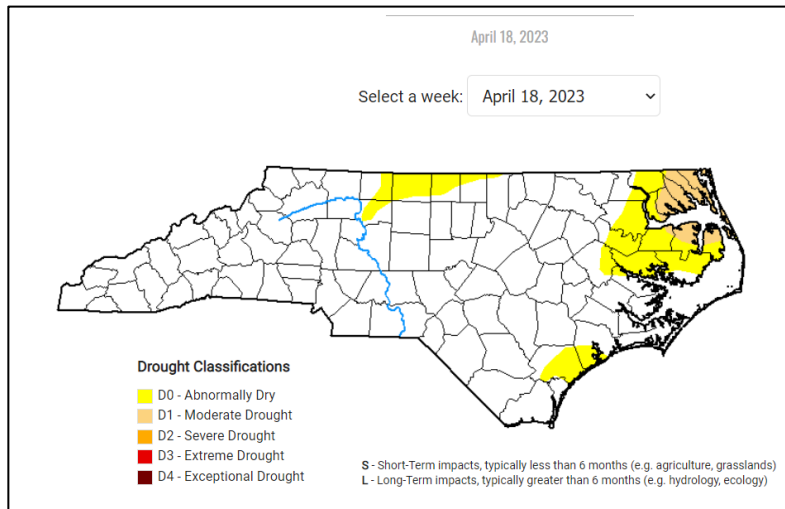 April 18, 2023
Select a week: April 18, 2023
Drought Classifications
D0 - Abnormally Dry
D1 - Moderate Drought
D2 - Severe Drought
D3 - Extreme Drought
D4 - Exceptional Drought
S - Short-Term impacts, typically less than 6 months (e.g. agriculture, grasslands)
L - Long-Term impacts, typically greater than 6 months (e.g. hydrology, ecology)